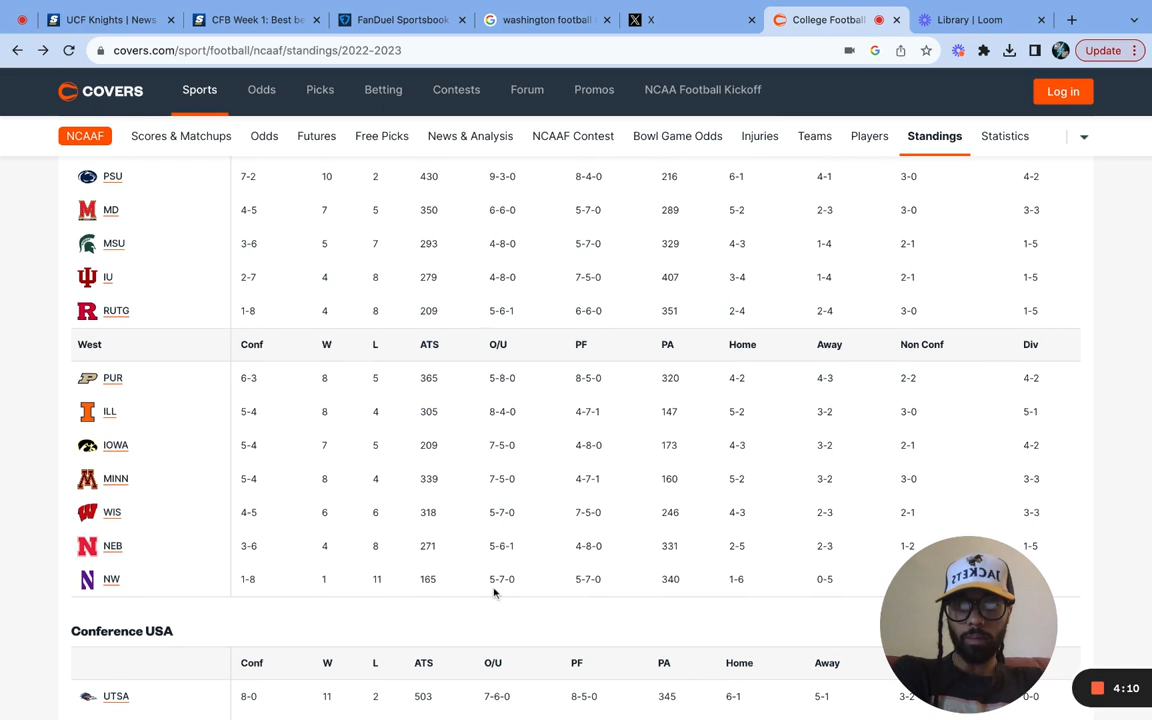 UCF Knights | News
CFB Week 1: Best be
FanDuel Sportsbook
washington football
X
College Football
Library | Loom
covers.com/sport/football/ncaaf/standings/2022-2023
Update
COVERS
Sports Odds Picks Betting Contests Forum Promos NCAA Football Kickoff
Log in
NCAAF Scores & Matchups Odds Futures Free Picks News & Analysis NCAAF Contest Bowl Game Odds Injuries Teams Players Standings Statistics
PSU 7-2 10 2 430 9-3-0 8-4-0 216 6-1 4-1 3-0 4-2
MD 4-5 7 5 350 6-6-0 5-7-0 289 5-2 2-3 3-0 3-3
MSU 3-6 5 7 293 4-8-0 5-7-0 329 4-3 1-4 2-1 1-5
IU 2-7 4 8 279 4-8-0 7-5-0 407 3-4 1-4 2-1 1-5
RUTG 1-8 4 8 209 5-6-1 6-6-0 351 2-4 2-4 3-0 1-5
West Conf W L ATS O/U PF PA Home Away Non Conf Div
PUR 6-3 8 5 365 5-8-0 8-5-0 320 4-2 4-3 2-2 4-2
ILL 5-4 8 4 305 8-4-0 4-7-1 147 5-2 3-2 3-0 5-1
IOWA 5-4 7 5 209 7-5-0 4-8-0 173 4-3 3-2 2-1 4-2
MINN 5-4 8 4 339 7-5-0 4-7-1 160 5-2 3-2 3-0 3-3
WIS 4-5 6 6 318 5-7-0 7-5-0 246 4-3 2-3 2-1 3-3
NEB 3-6 4 8 271 5-6-1 4-8-0 331 2-5 2-3 1-2 1-5
NW 1-8 1 11 165 5-7-0 5-7-0 340 1-6 0-5
JACKETS
Conference USA
Conf W L ATS O/U PF PA Home Away
UTSA 8-0 11 2 503 7-6-0 8-5-0 345 6-1 5-1 3-2 0-0
4:10